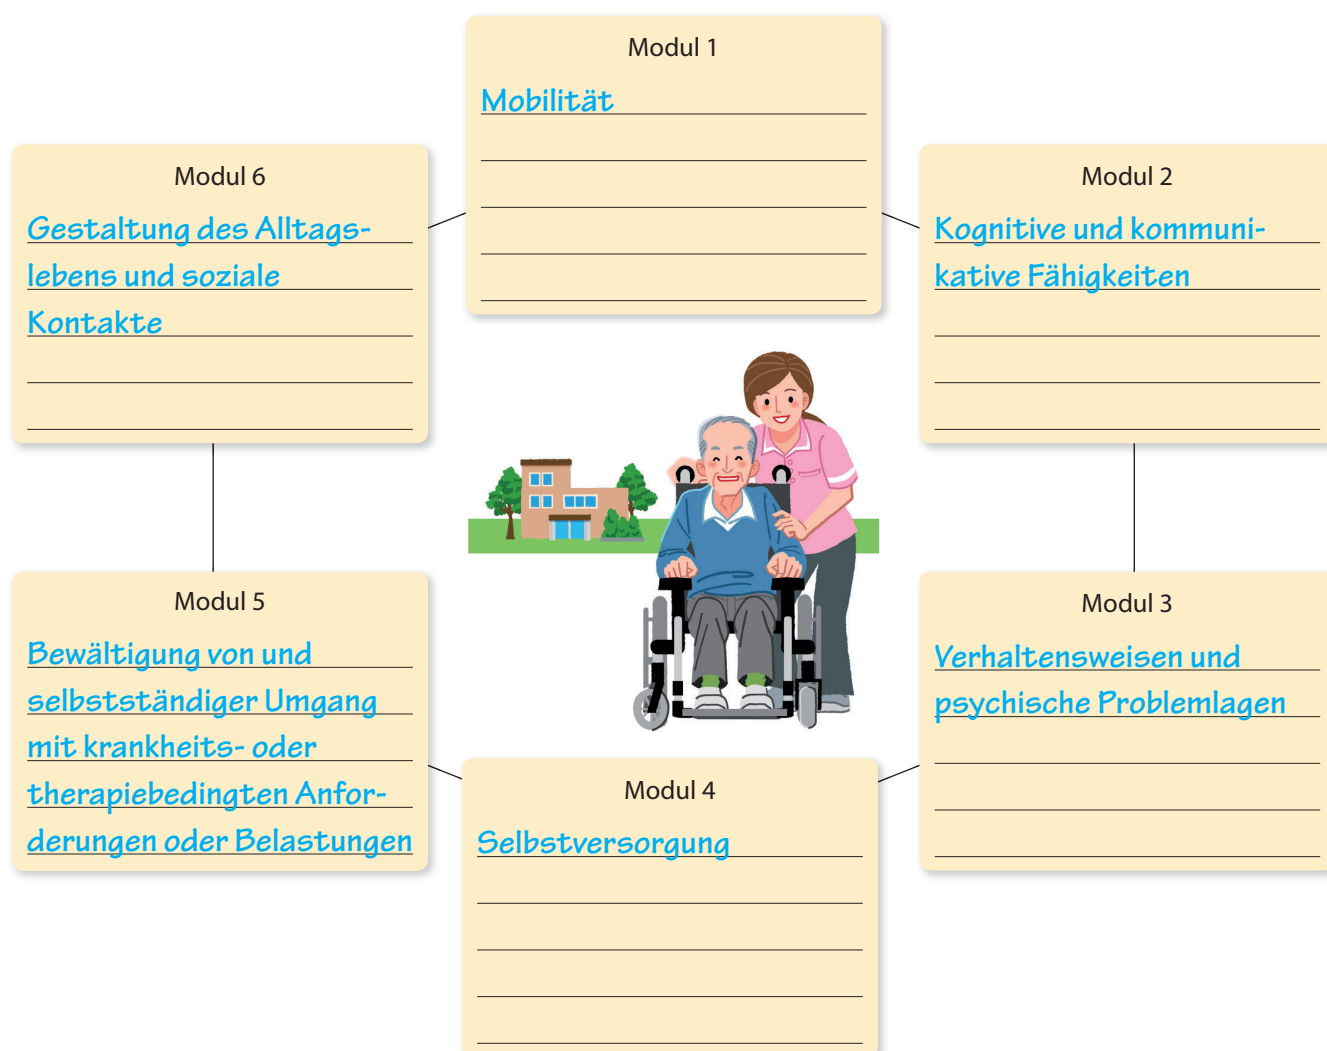 Modul 1
Mobilität
Modul 6
Gestaltung des Alltags-
lebens und soziale
Kontakte
Modul 2
Kognitive und kommuni-
kative Fähigkeiten
Modul 5
Bewältigung von und
selbstständiger Umgang
mit krankheits- oder
therapiebedingten Anfor-
derungen oder Belastungen
Modul 3
Verhaltensweisen und
psychische Problemlagen
Modul 4
Selbstversorgung